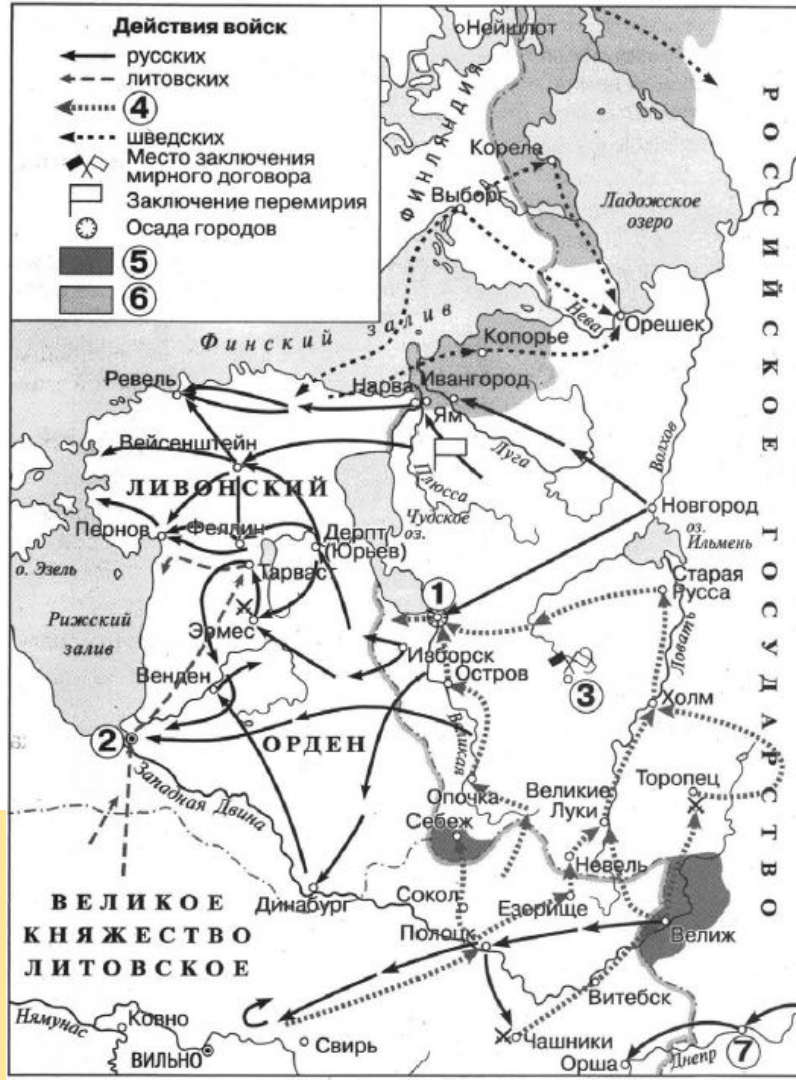 Действия войск
русских
литовских
4
шведских
Место заключения
мирного договора
Заключение перемирия
Осада городов
5
6
Нейшлот
ФИНЛЯНДИЯ
Корела
Выборг
Ладожское
озеро
РОССИЙСКОЕ ГОСУДАРСТВО
Нева
Орешек
Финский залив
Копорье
Ревель
Нарва
Ивангород
Ям
Луга
Волхов
Вейсенштейн
Плюсса
ЛИВОНСКИЙ
Чудское
оз.
Новгород
оз.
Ильмень
Пернов
Феллин
Дерпт
(Юрьев)
о. Эзель
Тарваст
1
Старая
Русса
Рижский
залив
Эрмес
Изборск
Остров
3
Ловать
Венден
Холм
2
ОРДЕН
Великая
Западная Двина
Опочка
Великие
Луки
Торопец
Себеж
Невель
ВЕЛИКОЕ
КНЯЖЕСТВО
ЛИТОВСКОЕ
Динабург
Сокол
Езерище
Полоцк
Велиж
Витебск
Нямунас
Ковно
ВИЛЬНО
Свирь
Чашники
Орша
Днепр
7